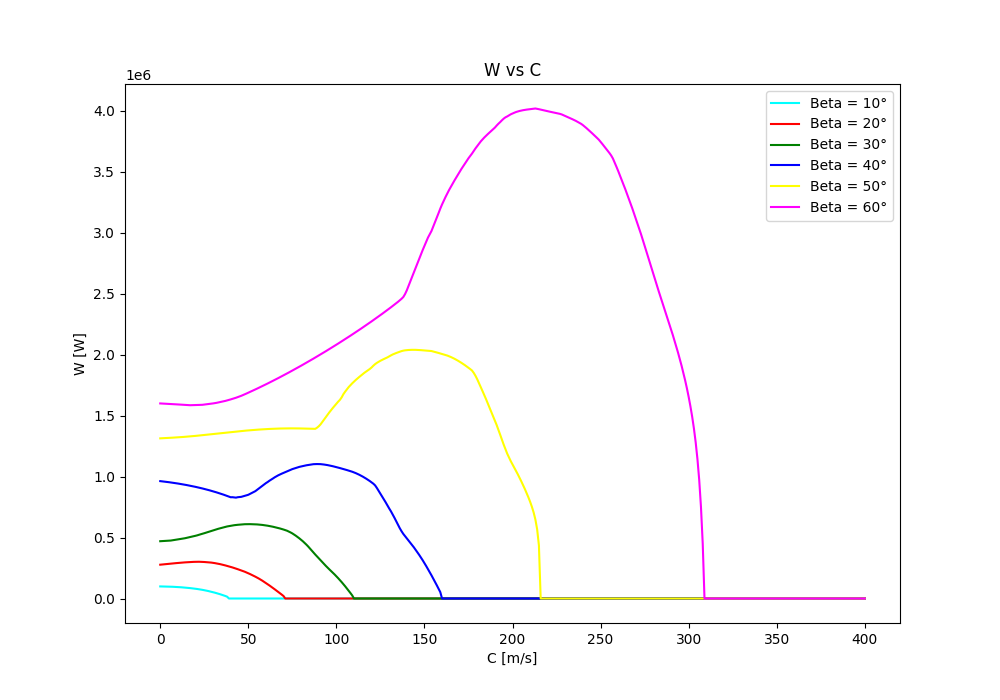 W vs C
1e6
4.0
3.5
3.0
2.5
2.0
1.5
1.0
0.5
0.0
W [W]
0 50 100 150 200 250 300 350 400
C [m/s]
Beta = 10°
Beta = 20°
Beta = 30°
Beta = 40°
Beta = 50°
Beta = 60°